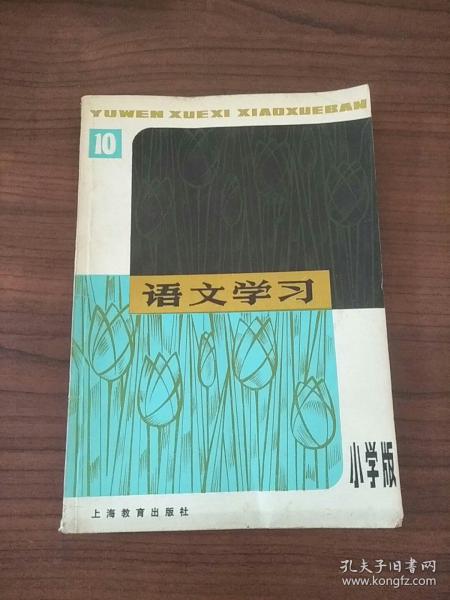 YUWEN XUEXI XIAOXUEBAN
10
语文学习
小学版
上海教育出版社
孔夫子旧书网
www.kongfz.com